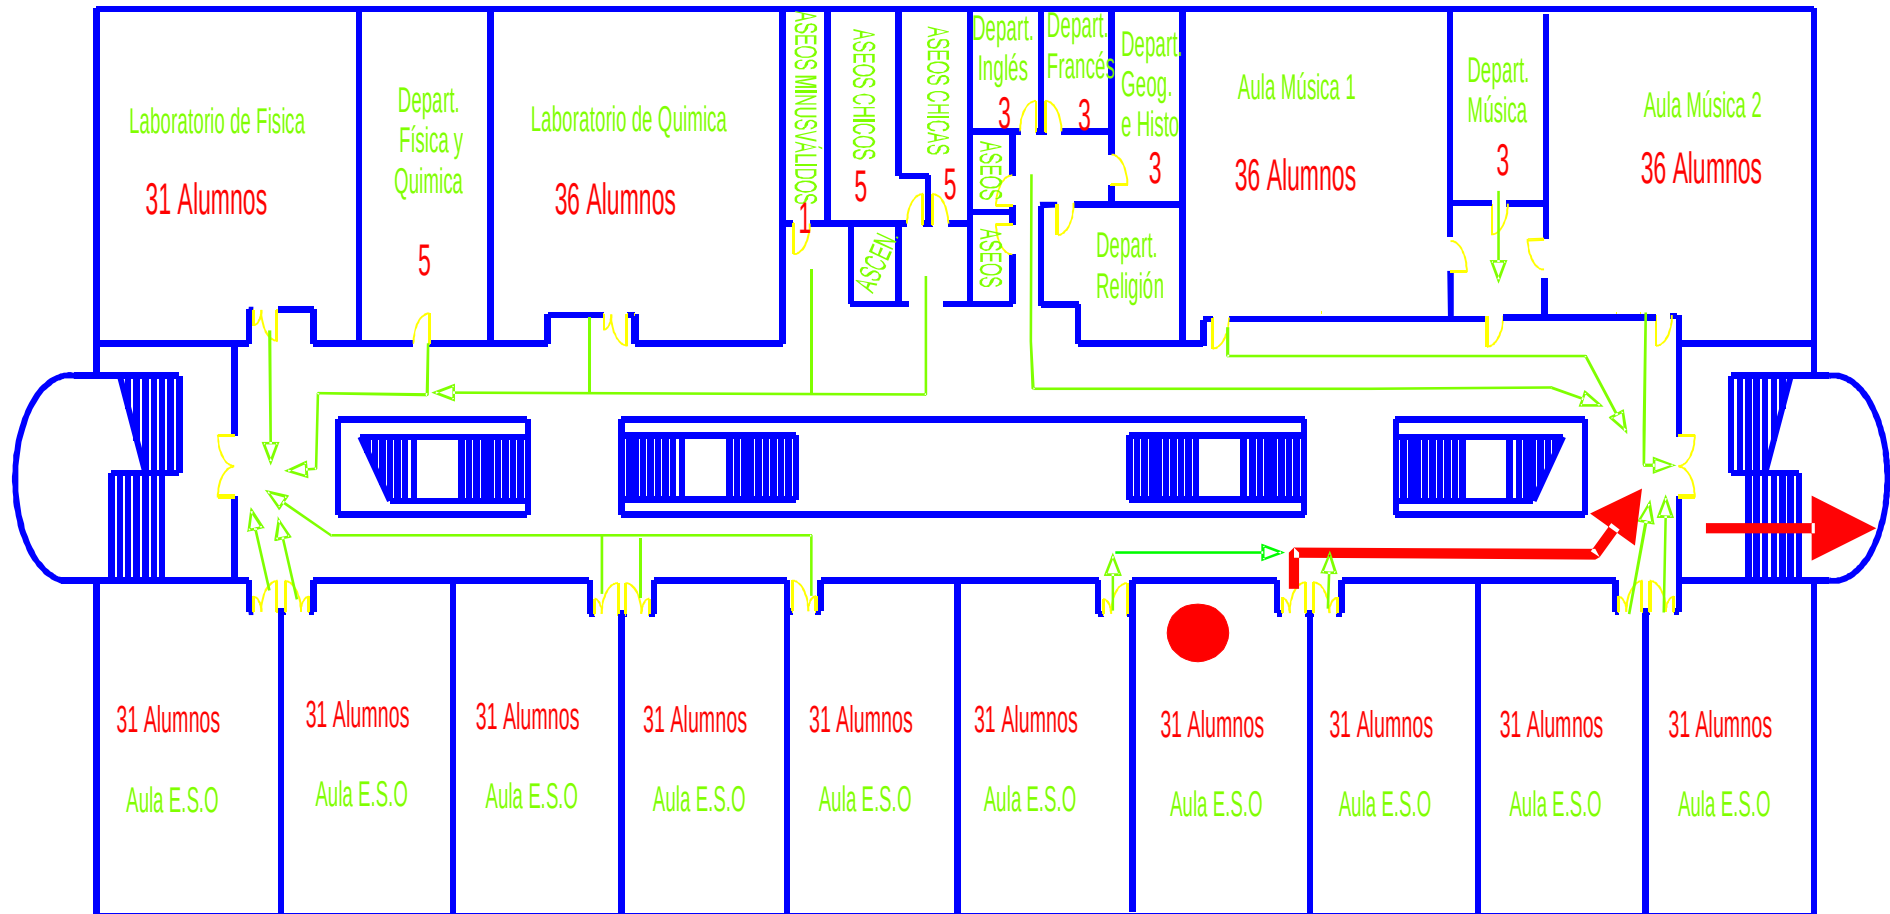 Laboratorio de Fisica
31 Alumnos
Depart.
Física y
Quimica
5
Laboratorio de Quimica
36 Alumnos
ASEOS MINUSVÁLIDOS
1
ASEOS CHICOS
5
ASEOS CHICAS
5
ASCEN.
Depart.
Inglés
3
Depart.
Francés
3
ASEOS
ASEOS
Depart.
Geog.
e Histo
3
Depart.
Religión
Aula Música 1
36 Alumnos
Depart.
Música
3
Aula Música 2
36 Alumnos
31 Alumnos
Aula E.S.O
31 Alumnos
Aula E.S.O
31 Alumnos
Aula E.S.O
31 Alumnos
Aula E.S.O
31 Alumnos
Aula E.S.O
31 Alumnos
Aula E.S.O
31 Alumnos
Aula E.S.O
31 Alumnos
Aula E.S.O
31 Alumnos
Aula E.S.O
31 Alumnos
Aula E.S.O